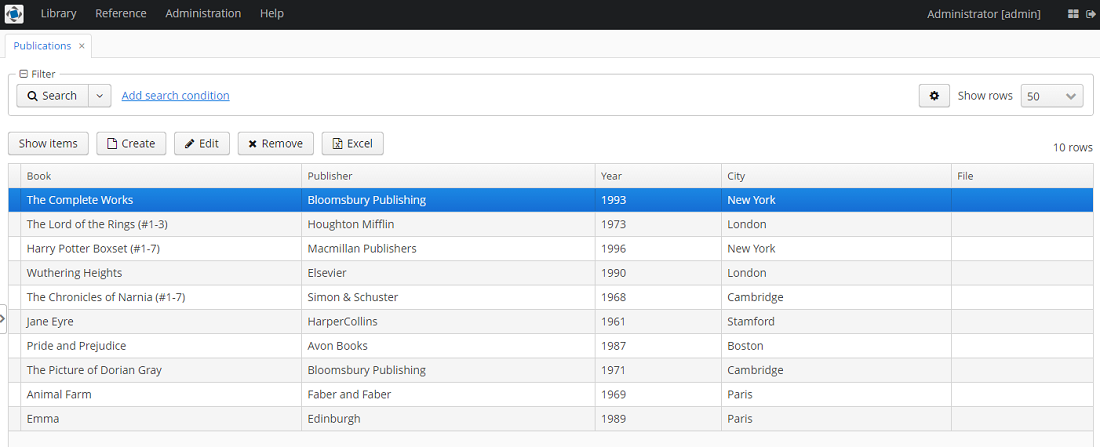 Library Reference Administration Help Administrator [admin]
Publications ×
Filter
Search Add search condition Show rows 50
Show items Create Edit Remove Excel 10 rows
Book Publisher Year City File
The Complete Works Bloomsbury Publishing 1993 New York
The Lord of the Rings (#1-3) Houghton Mifflin 1973 London
Harry Potter Boxset (#1-7) Macmillan Publishers 1996 New York
Wuthering Heights Elsevier 1990 London
The Chronicles of Narnia (#1-7) Simon & Schuster 1968 Cambridge
Jane Eyre HarperCollins 1961 Stamford
Pride and Prejudice Avon Books 1987 Boston
The Picture of Dorian Gray Bloomsbury Publishing 1971 Cambridge
Animal Farm Faber and Faber 1969 Paris
Emma Edinburgh 1989 Paris